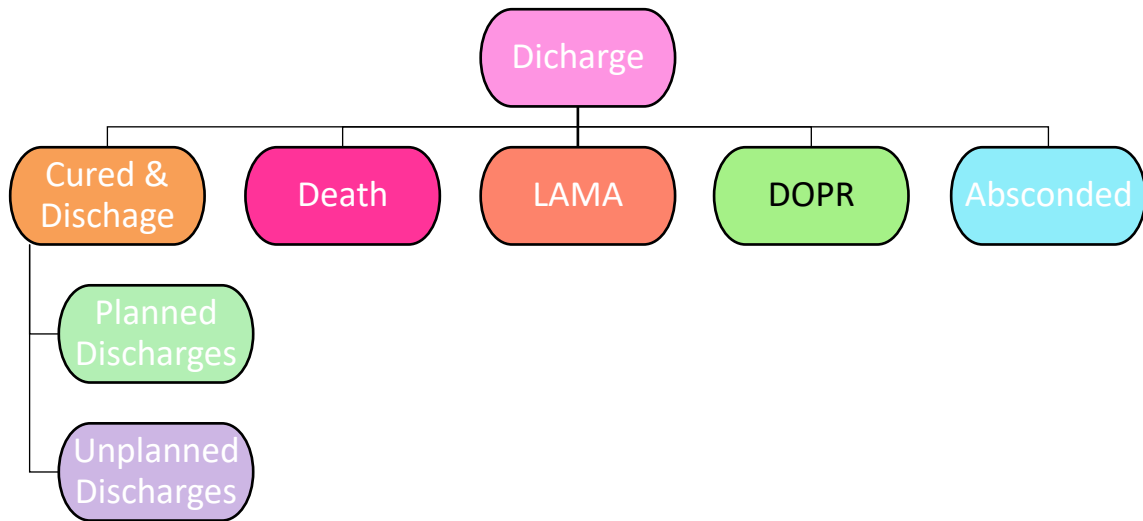 Dicharge
Cured &
Dischage
Death
LAMA
DOPR
Absconded
Planned
Discharges
Unplanned
Discharges